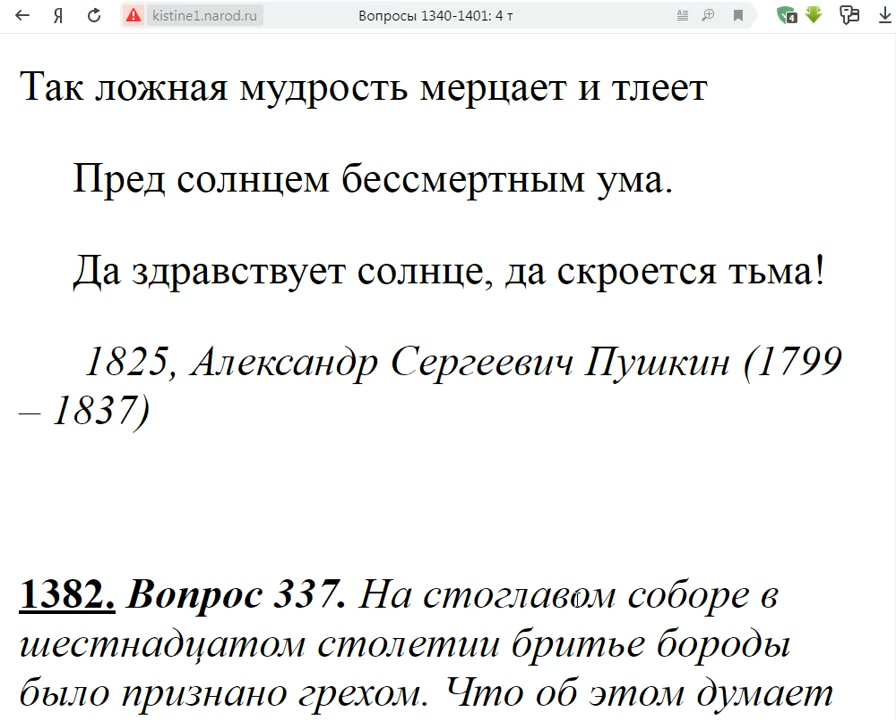 kistine1.narod.ru Вопросы 1340-1401: 4 т 4
Так ложная мудрость мерцает и тлеет
Пред солнцем бессмертным ума.
Да здравствует солнце, да скроется тьма!
1825, Александр Сергеевич Пушкин (1799
– 1837)
1382. Вопрос 337. На стоглавом соборе в
шестнадцатом столетии бритье бороды
было признано грехом. Что об этом думает